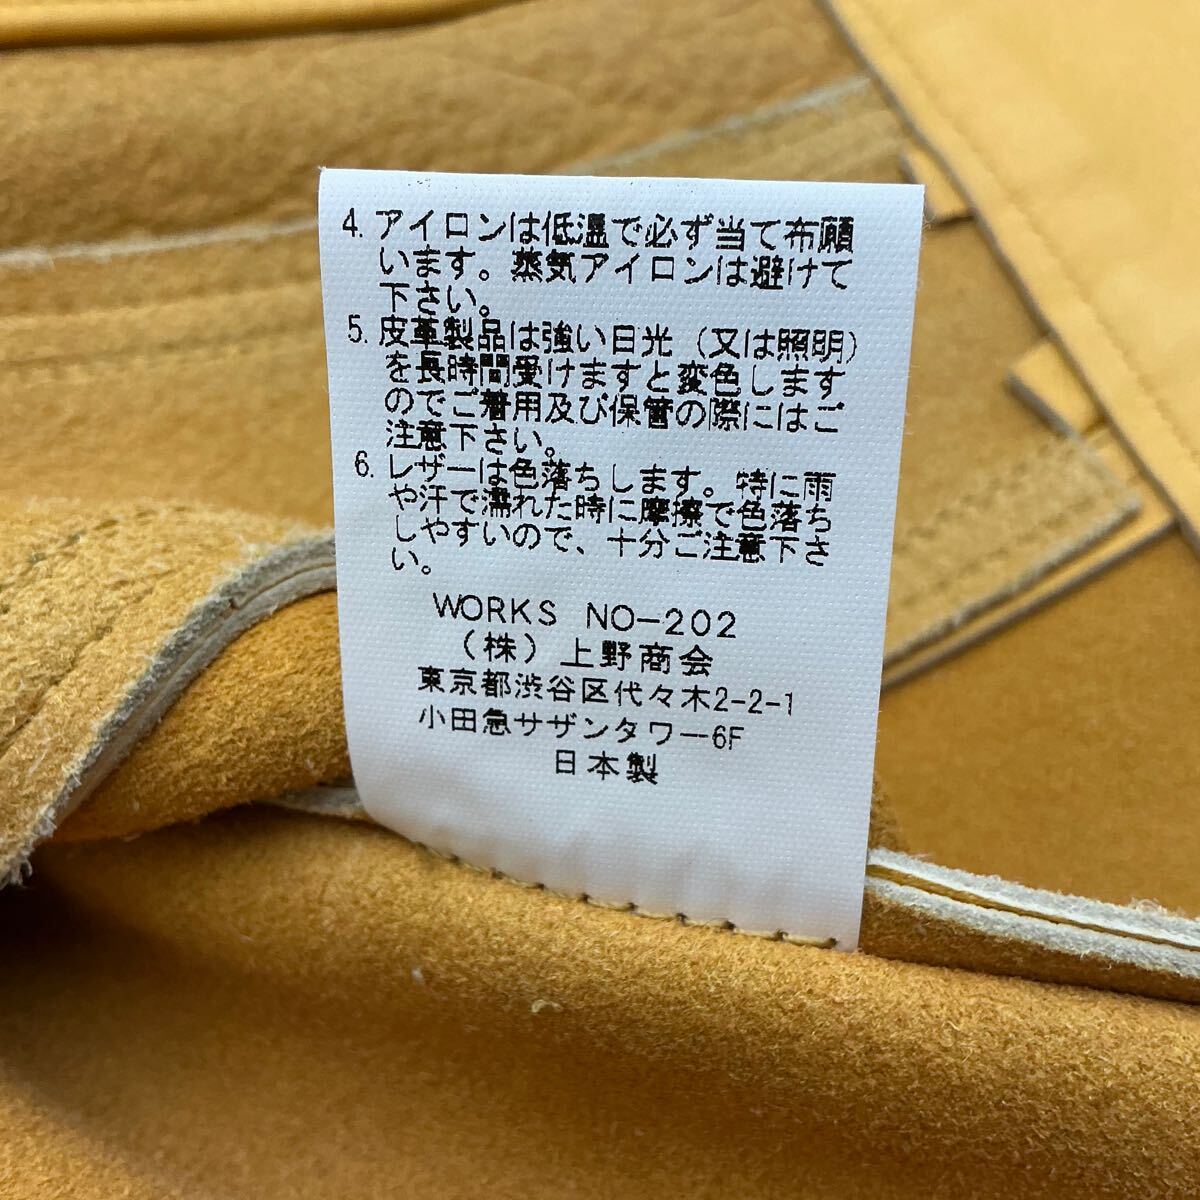 4. アイロンは低温で必ず当て布願
います。蒸気アイロンは避けて
下さい。
5. 皮革製品は強い日光（又は照明）
を長時間受けますと変色します
のでご着用及び保管の際にはご
注意下さい。
6. レザーは色落ちします。特に雨
や汗で濡れた時に摩擦で色落ち
しやすいので、十分ご注意下さ
い。
WORKS NO-202
（株）上野商会
東京都渋谷区代々木2-2-1
小田急サザンタワー6F
日本製